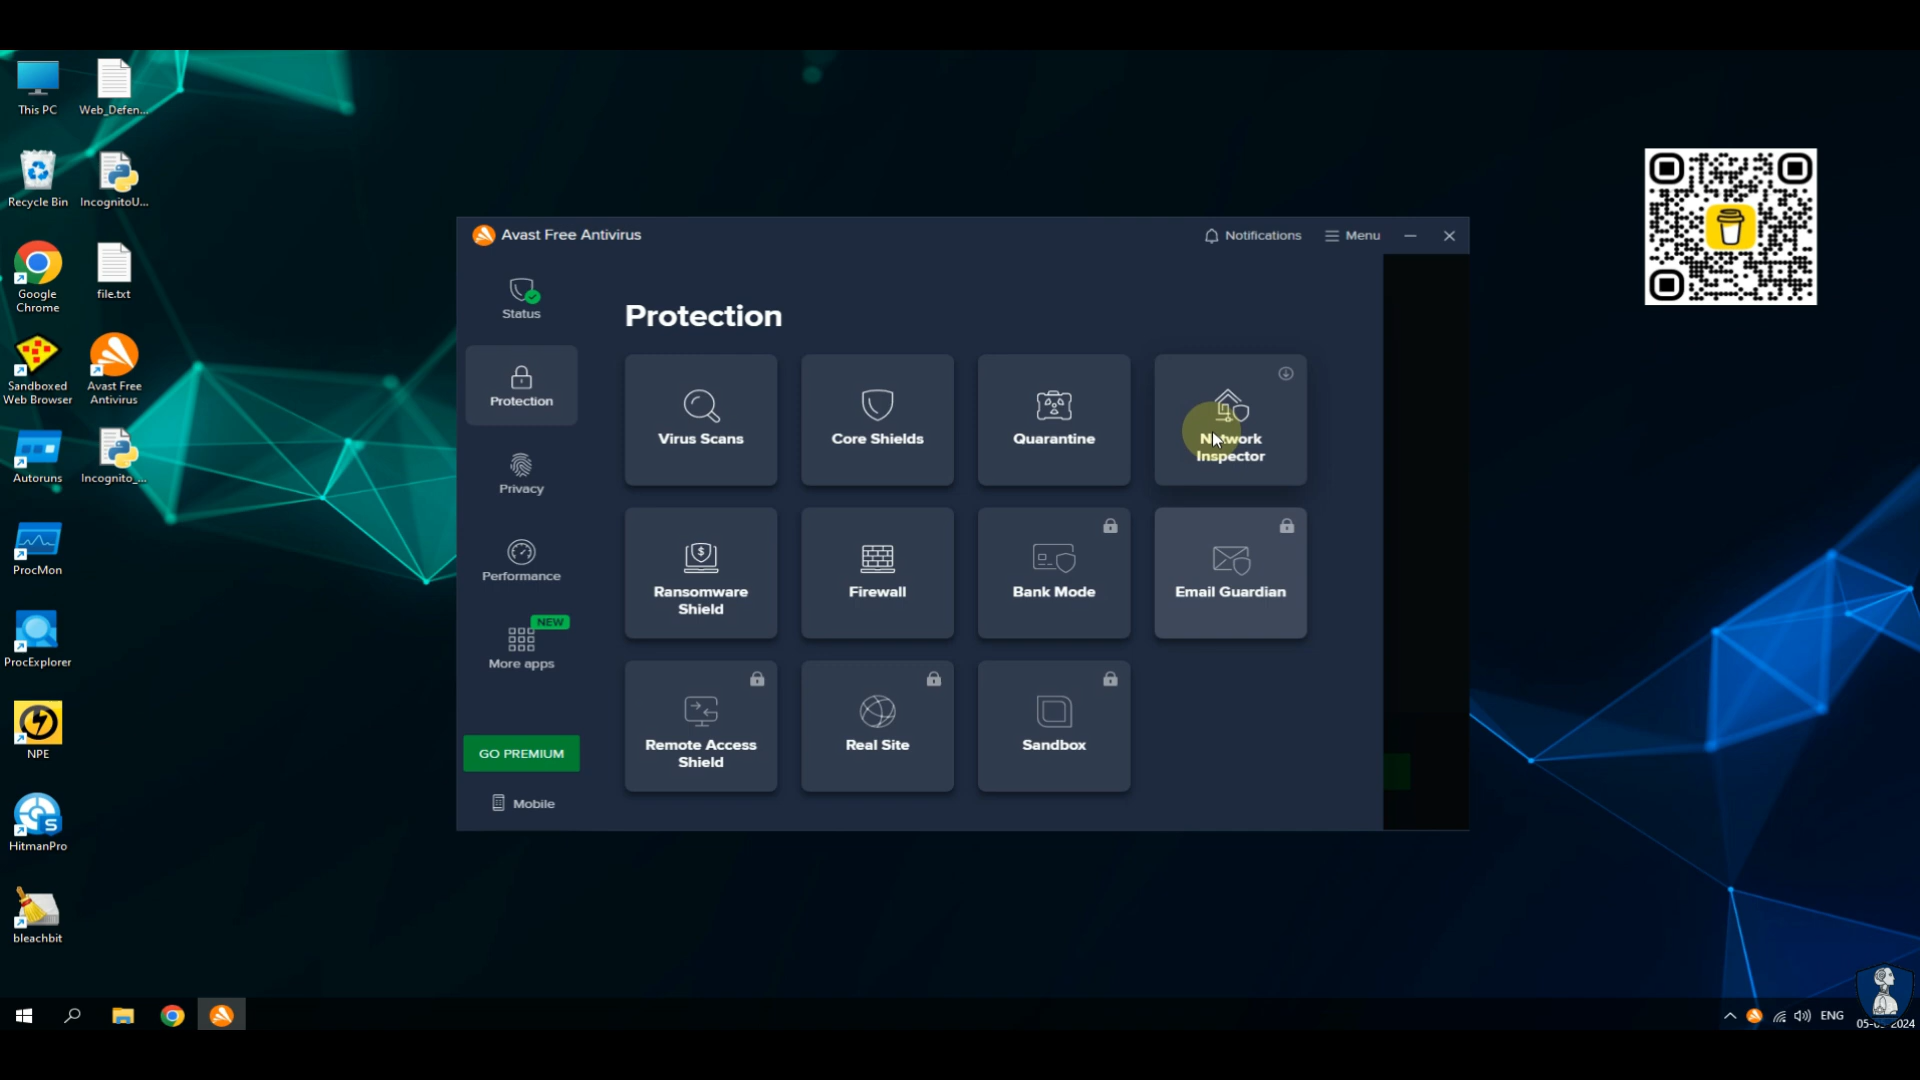 This PC
Web_Defen...
Recycle Bin
IncognitoU...
Google
Chrome
file.txt
Sandboxed
Web Browser
Avast Free
Antivirus
Autoruns
Incognito_...
ProcMon
ProcExplorer
NPE
HitmanPro
bleachbit
Avast Free Antivirus
Notifications
Menu
Status
Protection
Privacy
Performance
NEW
More apps
GO PREMIUM
Mobile
Protection
Virus Scans
Core Shields
Quarantine
Network
Inspector
Ransomware
Shield
Firewall
Bank Mode
Email Guardian
Remote Access
Shield
Real Site
Sandbox
ENG